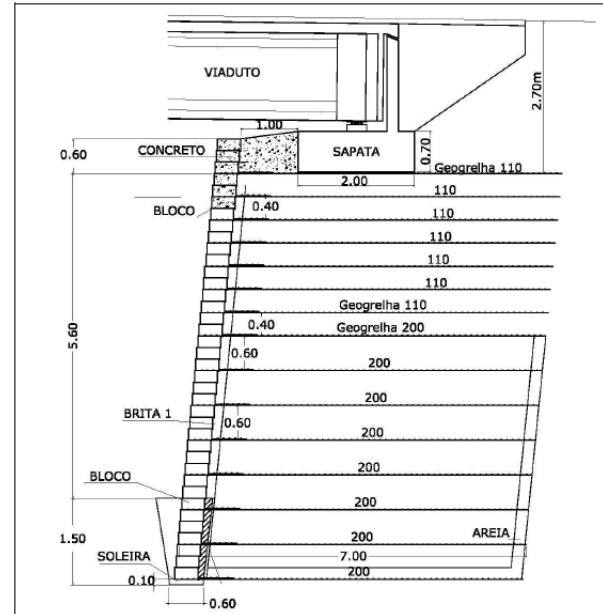 VIADUTO
2.70m
1.00
0.60
CONCRETO
SAPATA
0.70
Geogrelha 110
2.00
110
BLOCO
0.40
110
110
110
110
Geogrelha 110
0.40
Geogrelha 200
5.60
0.60
200
200
BRITA 1
0.60
200
200
BLOCO
200
1.50
200
AREIA
SOLEIRA
7.00
0.10
200
0.60